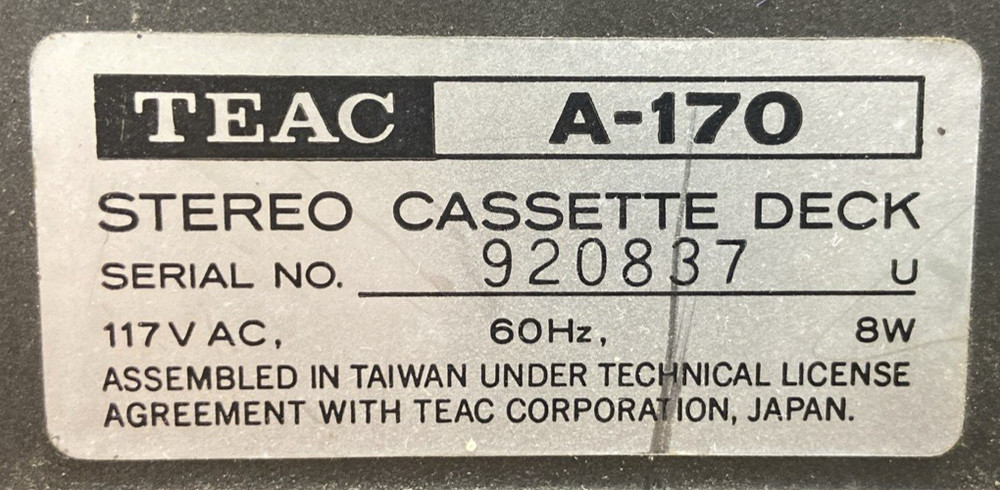 TEAC A-170
STEREO CASSETTE DECK
SERIAL NO. 920837 U
117V AC, 60Hz, 8W
ASSEMBLED IN TAIWAN UNDER TECHNICAL LICENSE
AGREEMENT WITH TEAC CORPORATION, JAPAN.